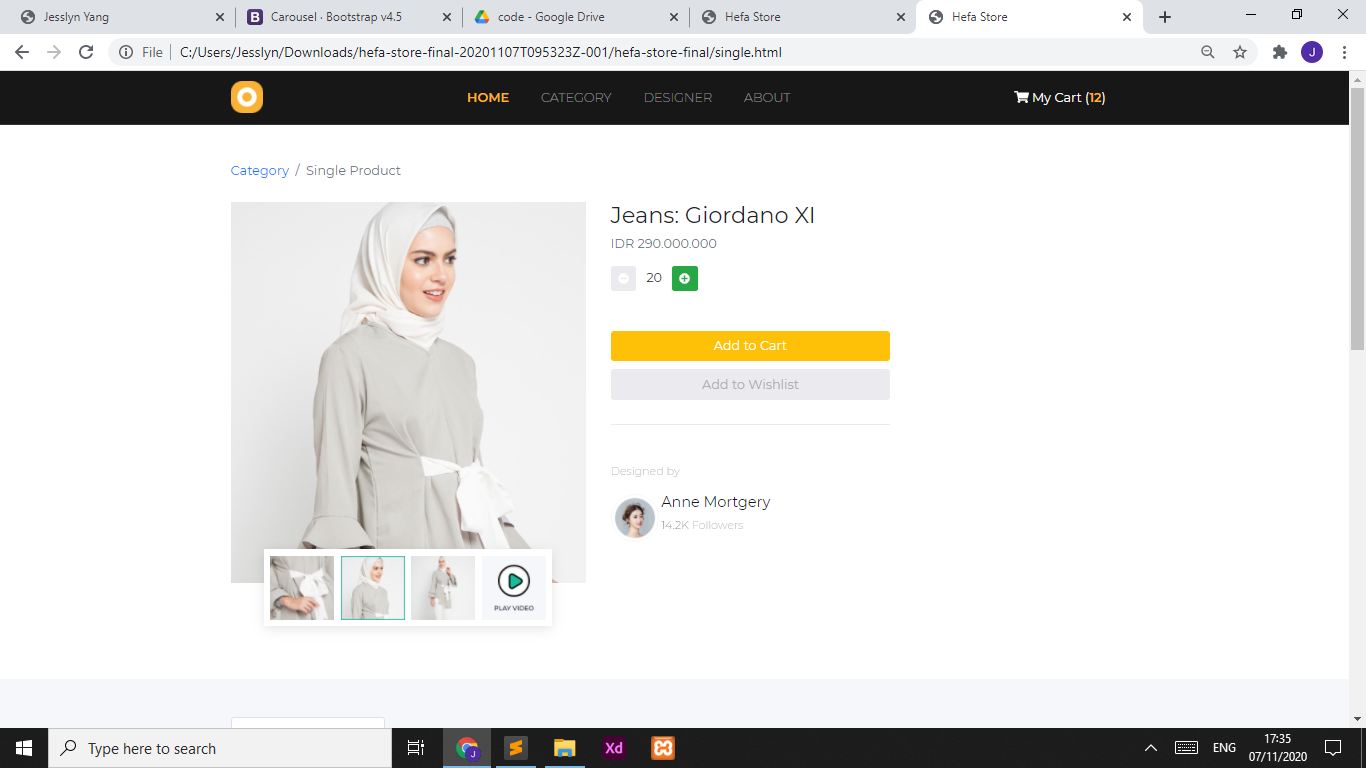 Jesslyn Yang
Carousel · Bootstrap v4.5
code - Google Drive
Hefa Store
Hefa Store
File C:/Users/Jesslyn/Downloads/hefa-store-final-20201107T095323Z-001/hefa-store-final/single.html
J
HOME CATEGORY DESIGNER ABOUT My Cart (12)
Category / Single Product
Jeans: Giordano XI
IDR 290.000.000
20
Add to Cart
Add to Wishlist
Designed by
Anne Mortgery
14.2K Followers
PLAY VIDEO
Type here to search
J
Xd
ENG
17:35
07/11/2020